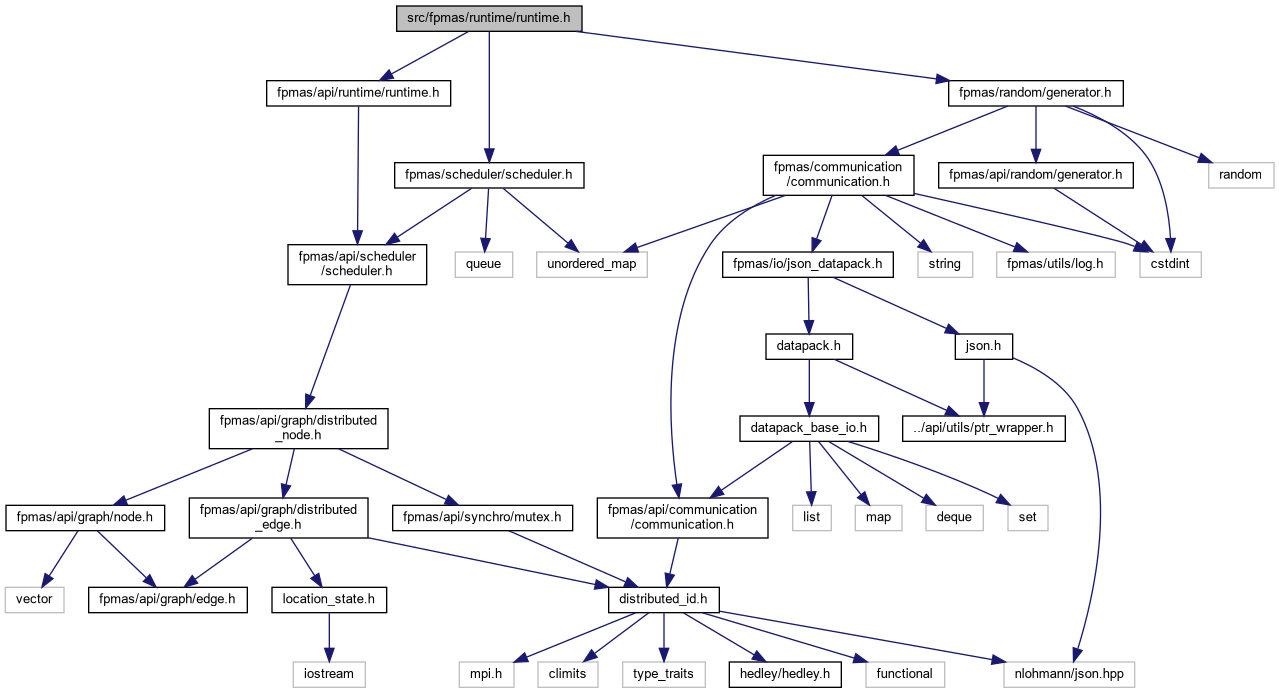 src/fpmas/runtime/runtime.h
fpmas/api/runtime/runtime.h
fpmas/random/generator.h
fpmas/scheduler/scheduler.h
fpmas/communication
/communication.h
fpmas/api/random/generator.h
random
fpmas/api/scheduler
/scheduler.h
queue
unordered_map
fpmas/io/json_datapack.h
string
fpmas/utils/log.h
cstdint
datapack.h
json.h
fpmas/api/graph/distributed
_node.h
datapack_base_io.h
../api/utils/ptr_wrapper.h
fpmas/api/graph/node.h
fpmas/api/graph/distributed
_edge.h
fpmas/api/synchro/mutex.h
fpmas/api/communication
/communication.h
list
map
deque
set
vector
fpmas/api/graph/edge.h
location_state.h
distributed_id.h
iostream
mpi.h
climits
type_traits
hedley/hedley.h
functional
nlohmann/json.hpp